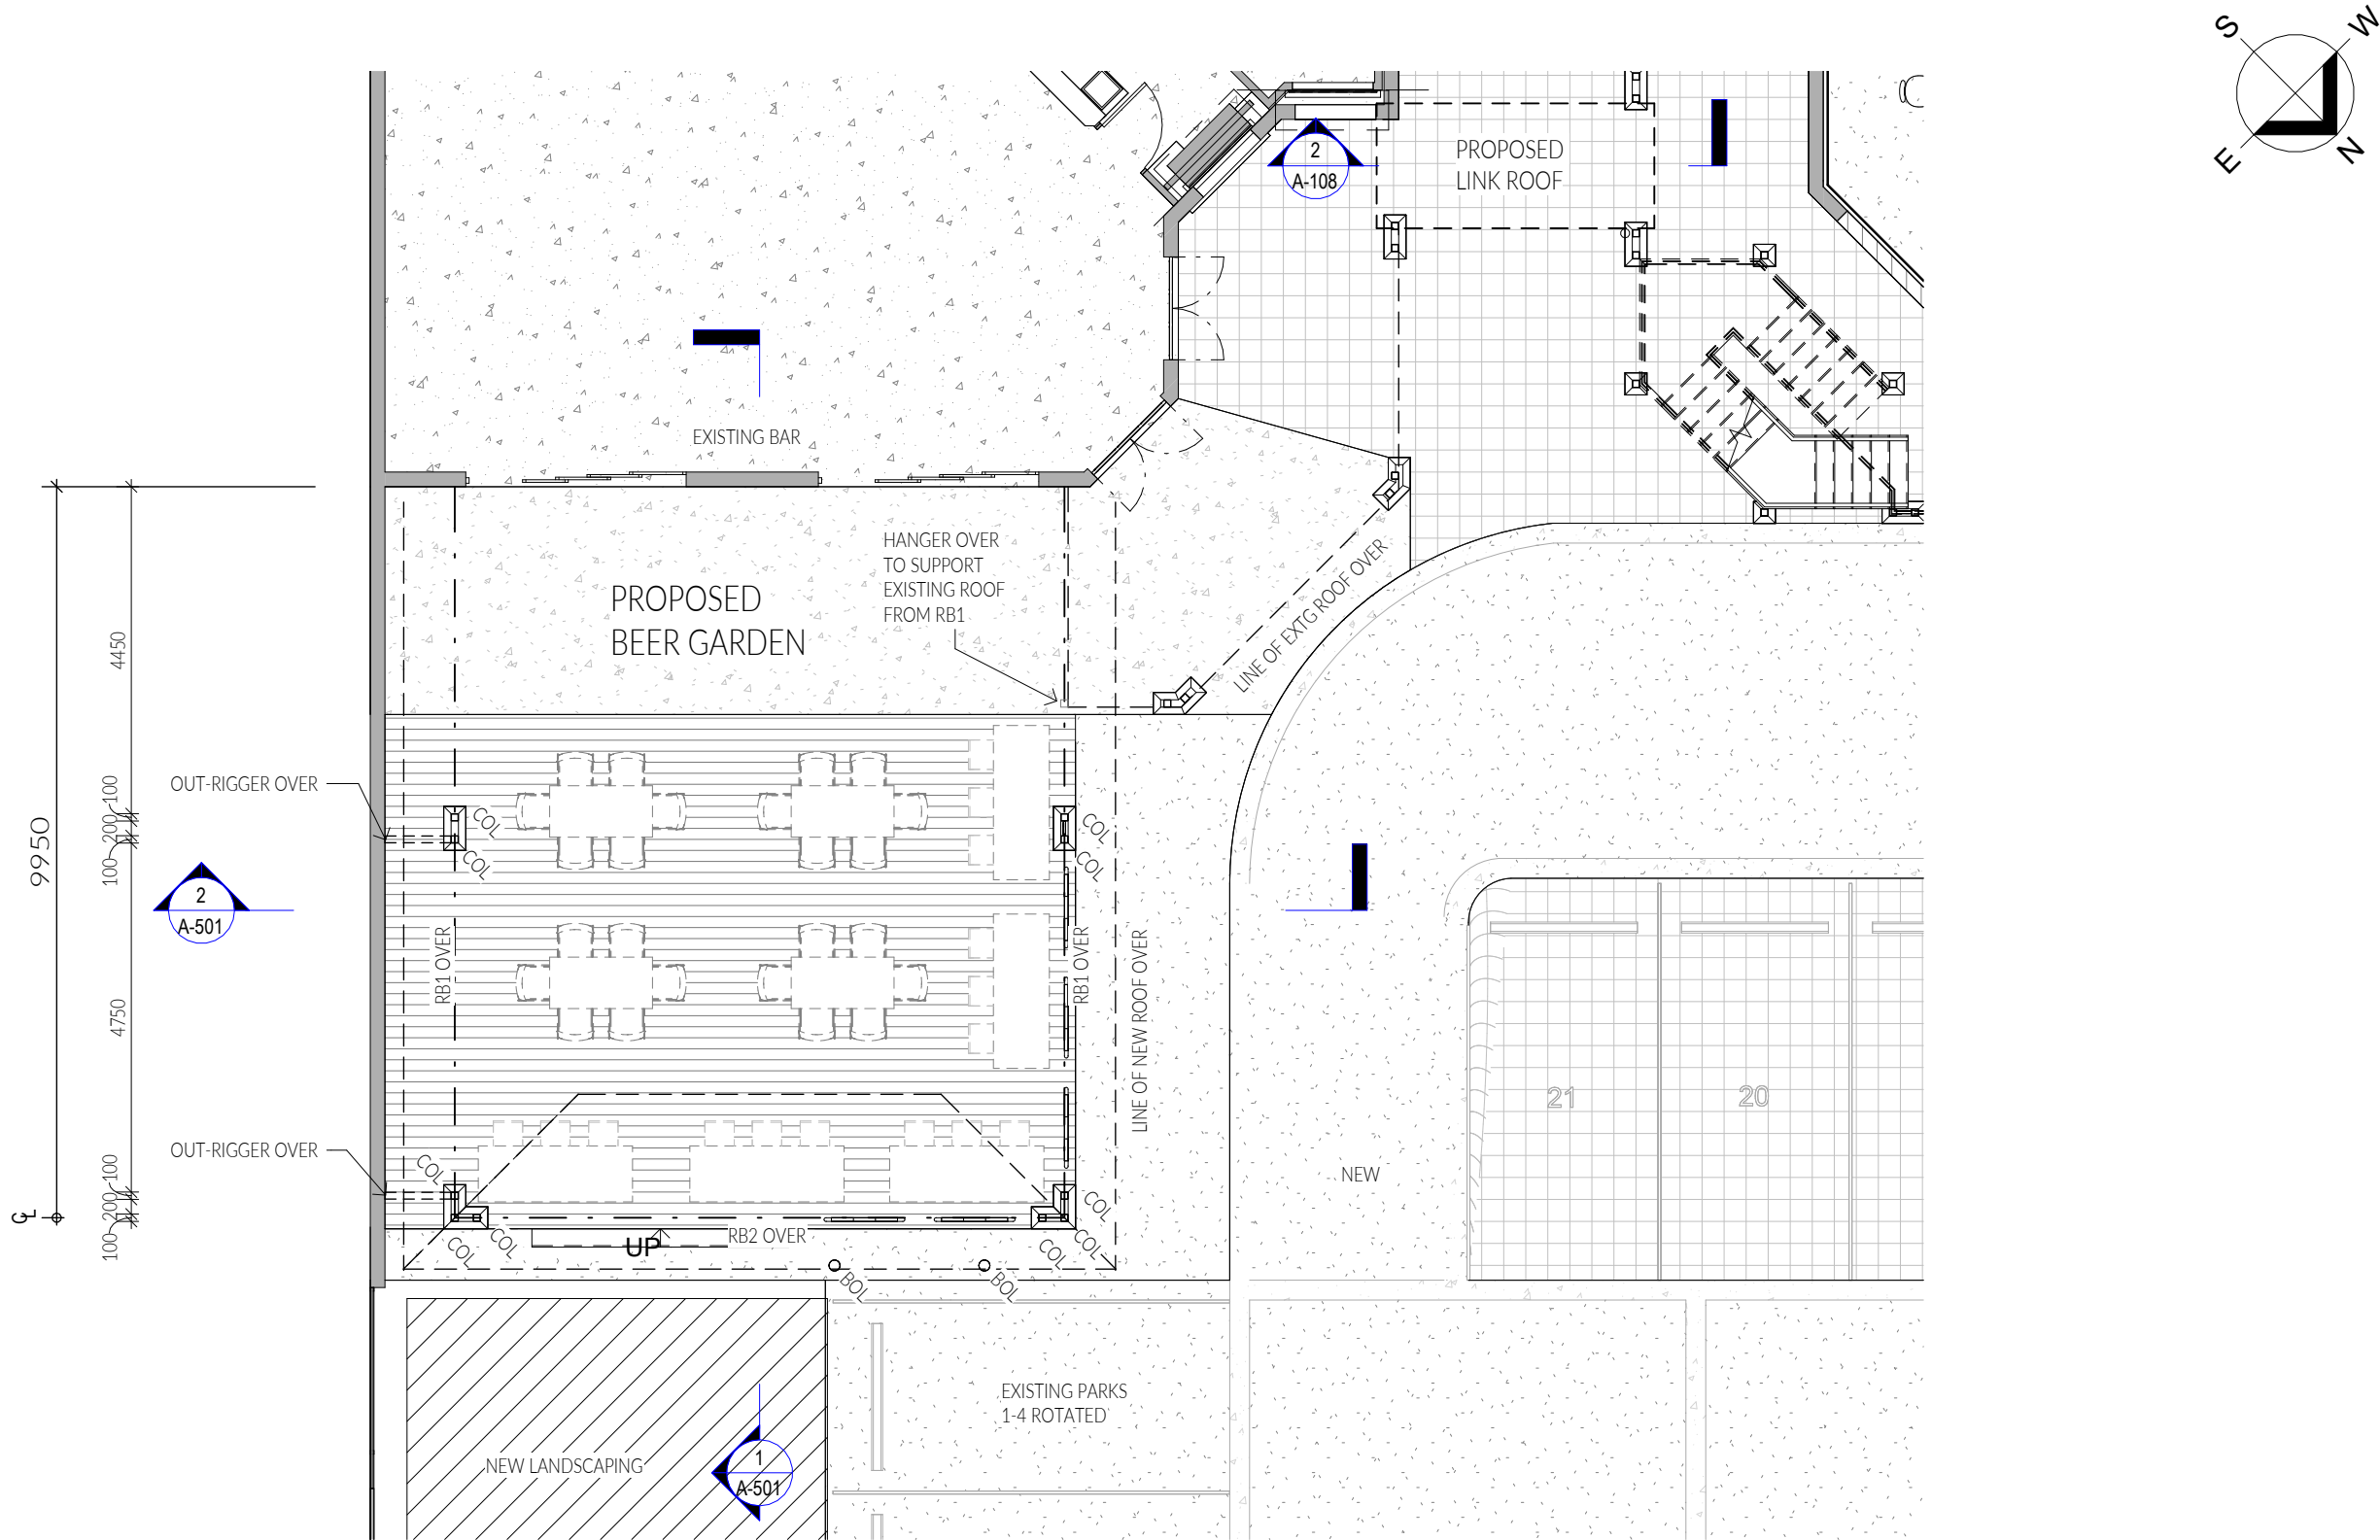 S
W
E
N
2
A-108
PROPOSED
LINK ROOF
EXISTING BAR
HANGER OVER
TO SUPPORT
EXISTING ROOF
FROM RB1
PROPOSED
BEER GARDEN
LINE OF EXTG ROOF OVER
4450
100
200
100
9950
4750
100
200
100
CL
OUT-RIGGER OVER
COL
COL
COL
COL
2
A-501
RB1 OVER
RB1 OVER
LINE OF NEW ROOF OVER
21
20
OUT-RIGGER OVER
COL
COL
COL
COL
COL
COL
NEW
UP
RB2 OVER
BOL
BOL
EXISTING PARKS
1-4 ROTATED
NEW LANDSCAPING
1
A-501